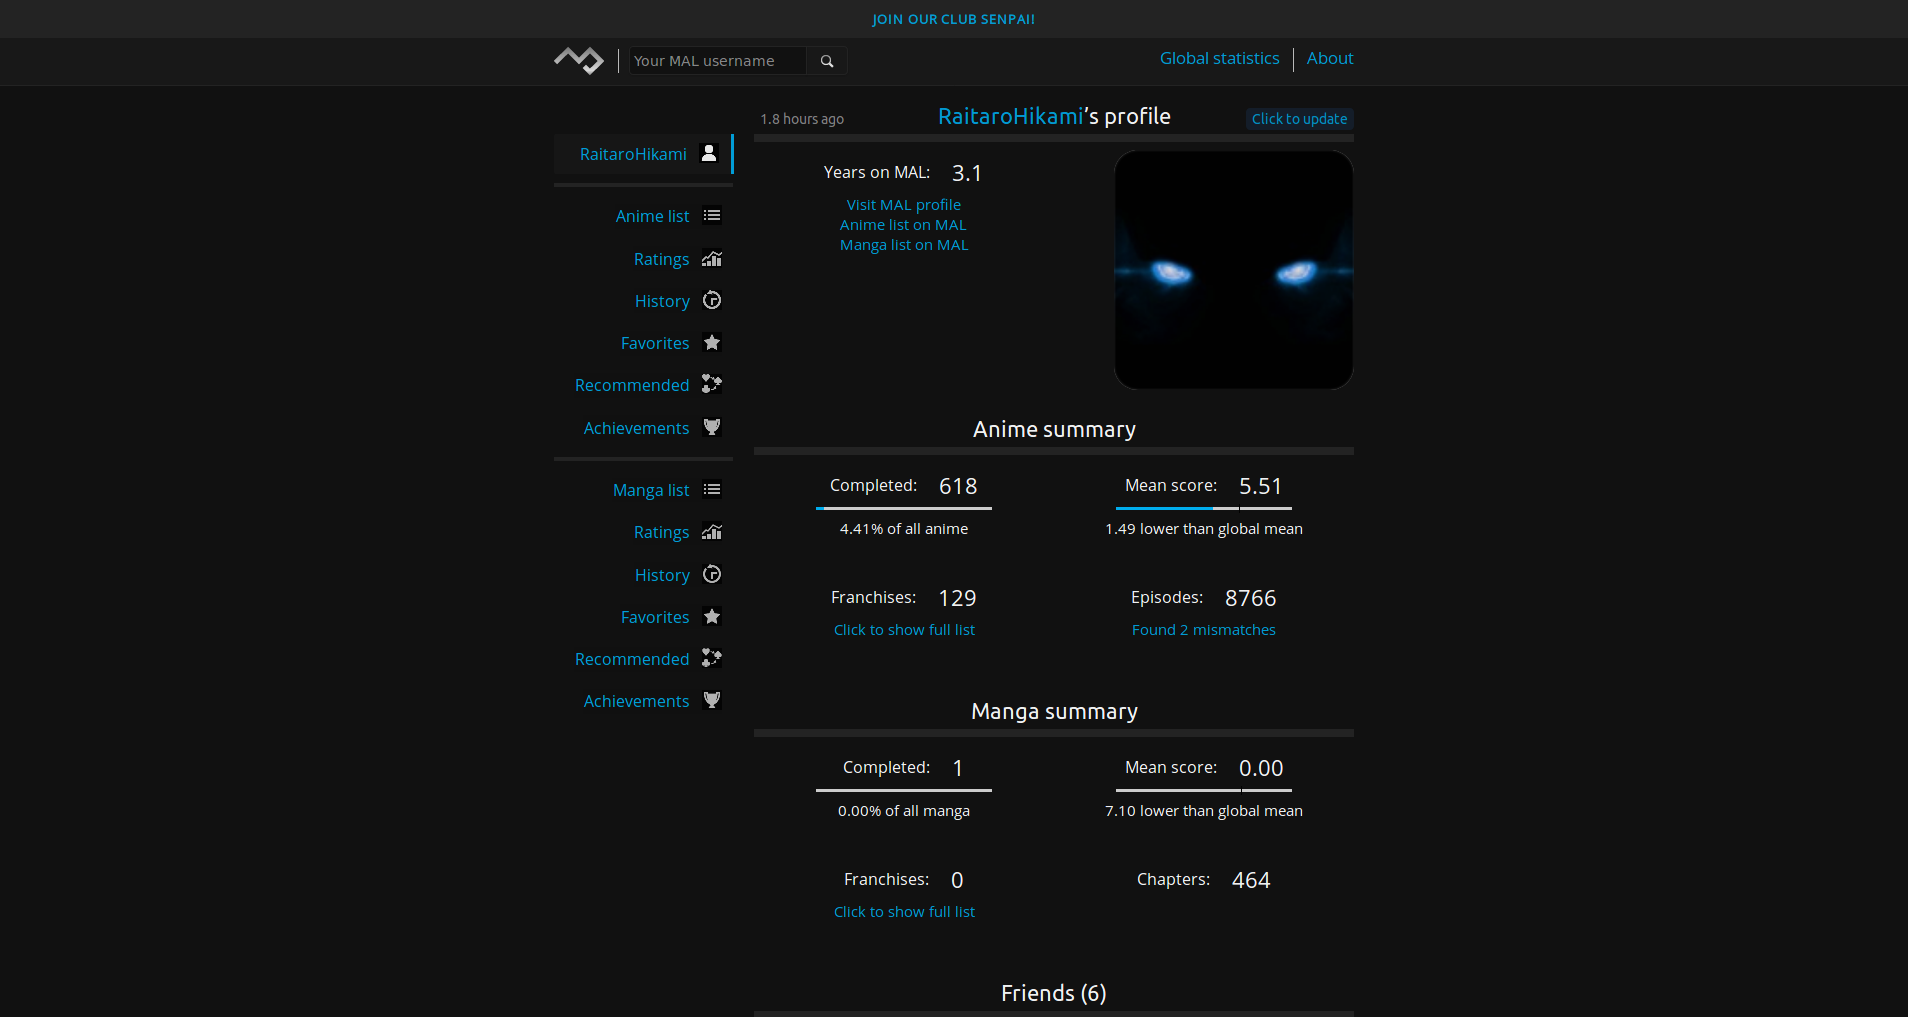 JOIN OUR CLUB SENPAI!
Your MAL username
Global statistics
About
1.8 hours ago
RaitaroHikami's profile
Click to update
RaitaroHikami
Anime list
Ratings
History
Favorites
Recommended
Achievements
Manga list
Ratings
History
Favorites
Recommended
Achievements
Years on MAL: 3.1
Visit MAL profile
Anime list on MAL
Manga list on MAL
Anime summary
Completed: 618
4.41% of all anime
Mean score: 5.51
1.49 lower than global mean
Franchises: 129
Click to show full list
Episodes: 8766
Found 2 mismatches
Manga summary
Completed: 1
0.00% of all manga
Mean score: 0.00
7.10 lower than global mean
Franchises: 0
Click to show full list
Chapters: 464
Friends (6)